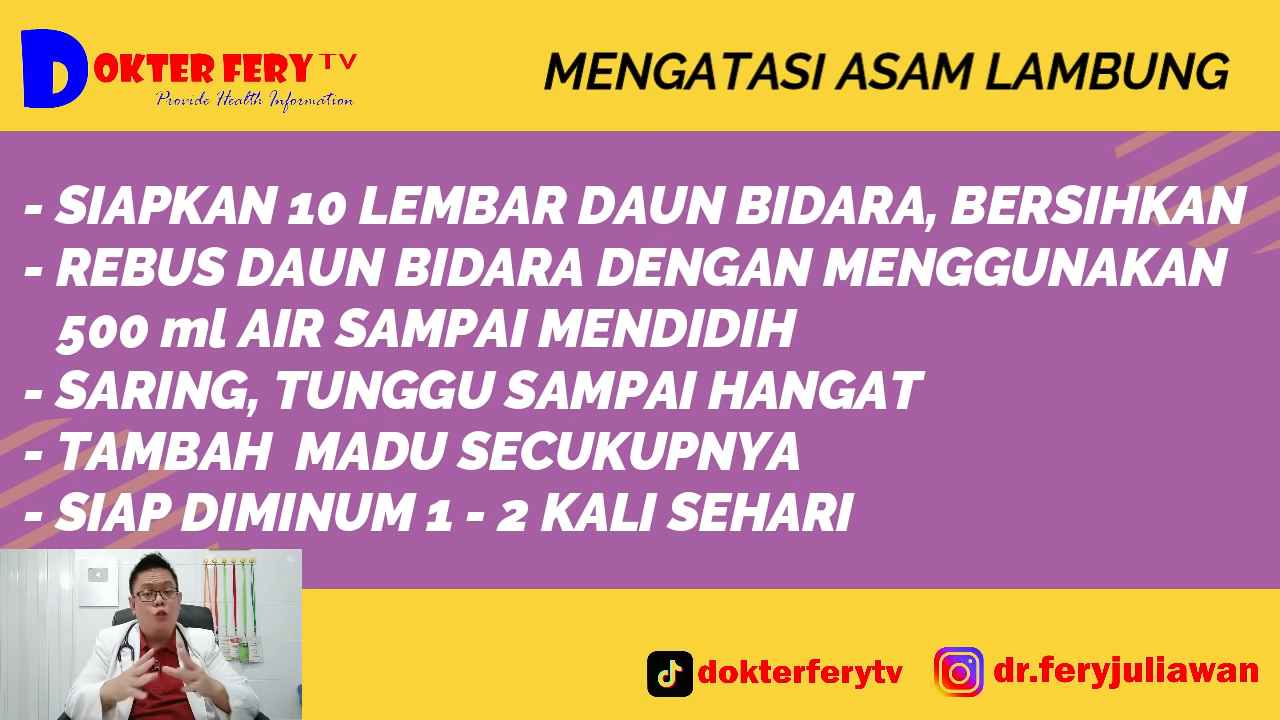 DOKTER FERY TV
Provide Health Information
MENGATASI ASAM LAMBUNG
- SIAPKAN 10 LEMBAR DAUN BIDARA, BERSIHKAN
- REBUS DAUN BIDARA DENGAN MENGGUNAKAN
500 ml AIR SAMPAI MENDIDIH
- SARING, TUNGGU SAMPAI HANGAT
- TAMBAH MADU SECUKUPNYA
- SIAP DIMINUM 1 - 2 KALI SEHARI
dokterferytv
dr.feryjuliawan